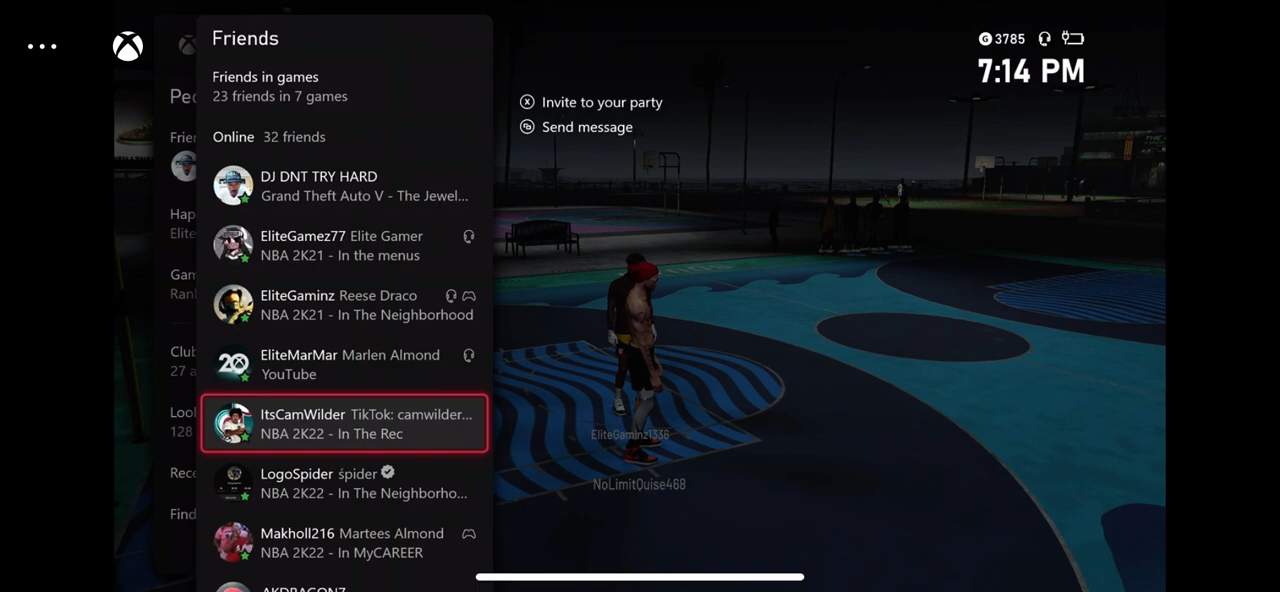 Friends
Friends in games
23 friends in 7 games
Online 32 friends
DJ DNT TRY HARD
Grand Theft Auto V - The Jewel...
EliteGamez77 Elite Gamer
NBA 2K21 - In the menus
EliteGaminz Reese Draco
NBA 2K21 - In The Neighborhood
EliteMarMar Marlen Almond
YouTube
ItsCamWilder TikTok: camwilder...
NBA 2K22 - In The Rec
LogoSpider śpider
NBA 2K22 - In The Neighborho...
Makholl216 Martees Almond
NBA 2K22 - In MyCAREER
AKDRAGON7
Invite to your party
Send message
G 3785
7:14 PM
EliteGaminz1336
NoLimitQuise468
20